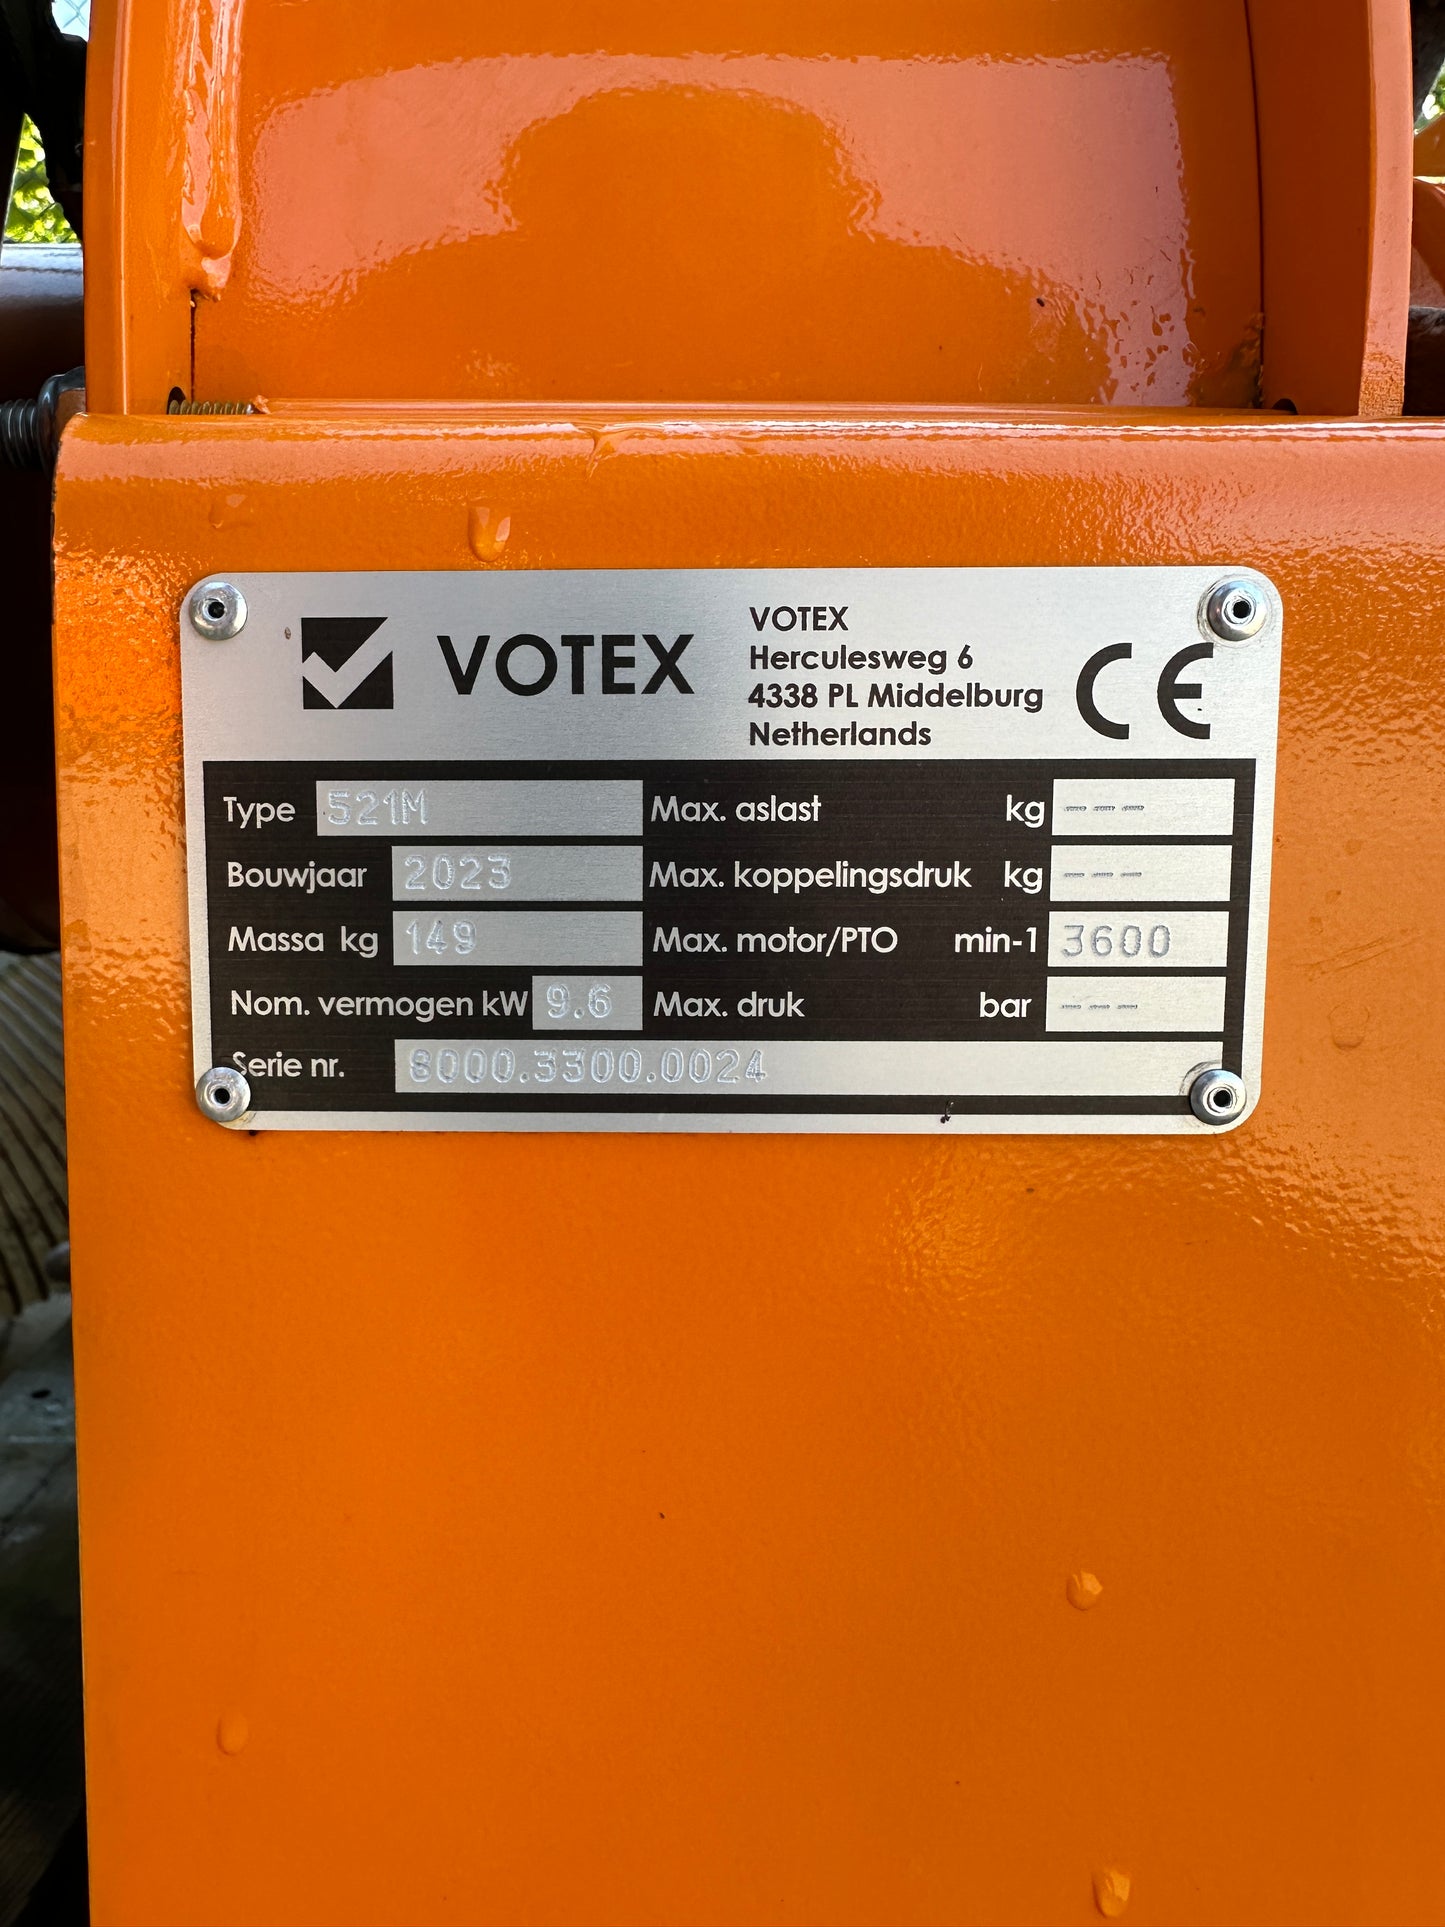 VOTEX
VOTEX
Herculesweg 6
4338 PL Middelburg
Netherlands
CE
Type 521M Max. aslast kg --- --- ---
Bouwjaar 2023 Max. koppelingsdruk kg --- --- ---
Massa kg 149 Max. motor/PTO min-1 3600
Nom. vermogen kW 9.6 Max. druk bar --- --- ---
Serie nr. 8000.3300.0024